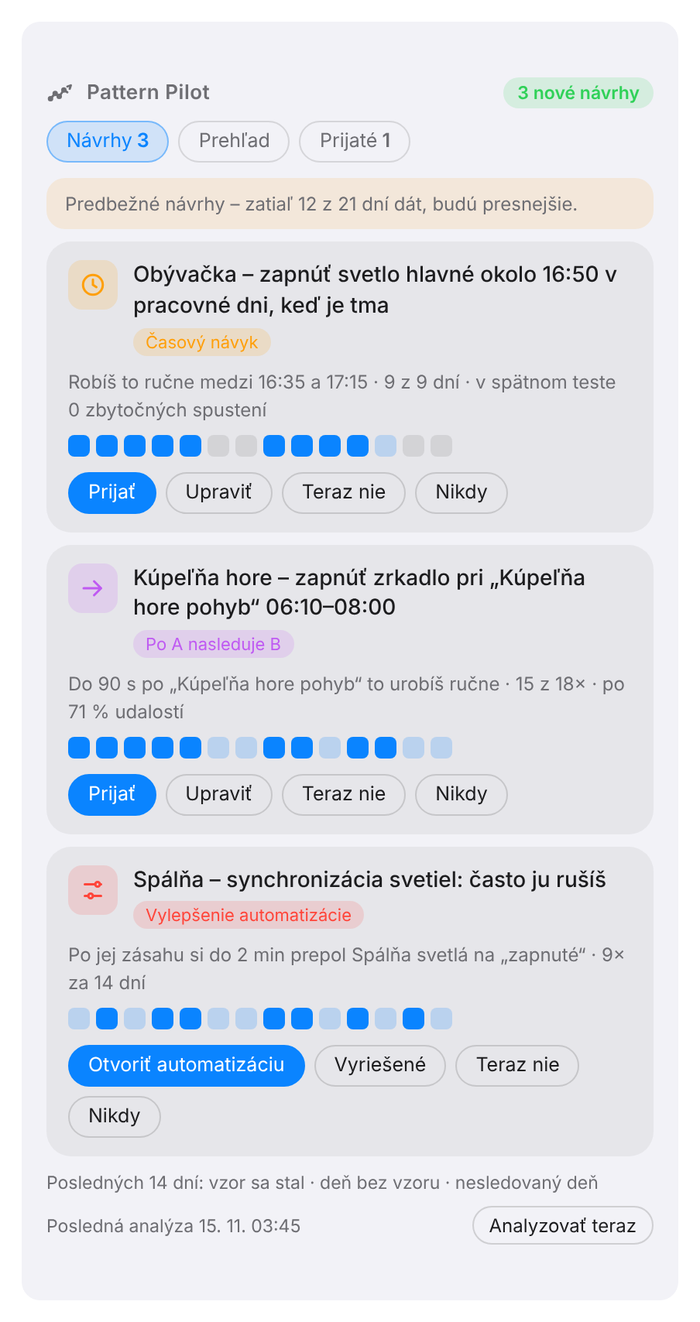 Pattern Pilot
3 nové návrhy
Návrhy 3
Prehľad
Prijaté 1
Predbežné návrhy – zatiaľ 12 z 21 dní dát, budú presnejšie.
Obývačka – zapnúť svetlo hlavné okolo 16:50 v
pracovné dni, keď je tma
Časový návyk
Robíš to ručne medzi 16:35 a 17:15 · 9 z 9 dní · v spätnom teste
0 zbytočných spustení
Prijať
Upraviť
Teraz nie
Nikdy
Kúpeľňa hore – zapnúť zrkadlo pri „Kúpeľňa
hore pohyb“ 06:10–08:00
Po A nasleduje B
Do 90 s po „Kúpeľňa hore pohyb“ to urobíš ručne · 15 z 18× · po
71 % udalostí
Prijať
Upraviť
Teraz nie
Nikdy
Spálňa – synchronizácia svetiel: často ju rušíš
Vylepšenie automatizácie
Po jej zásahu si do 2 min prepol Spálňa svetlá na „zapnuté“ · 9×
za 14 dní
Otvoriť automatizáciu
Vyriešené
Teraz nie
Nikdy
Posledných 14 dní: vzor sa stal · deň bez vzoru · nesledovaný deň
Posledná analýza 15. 11. 03:45
Analyzovať teraz